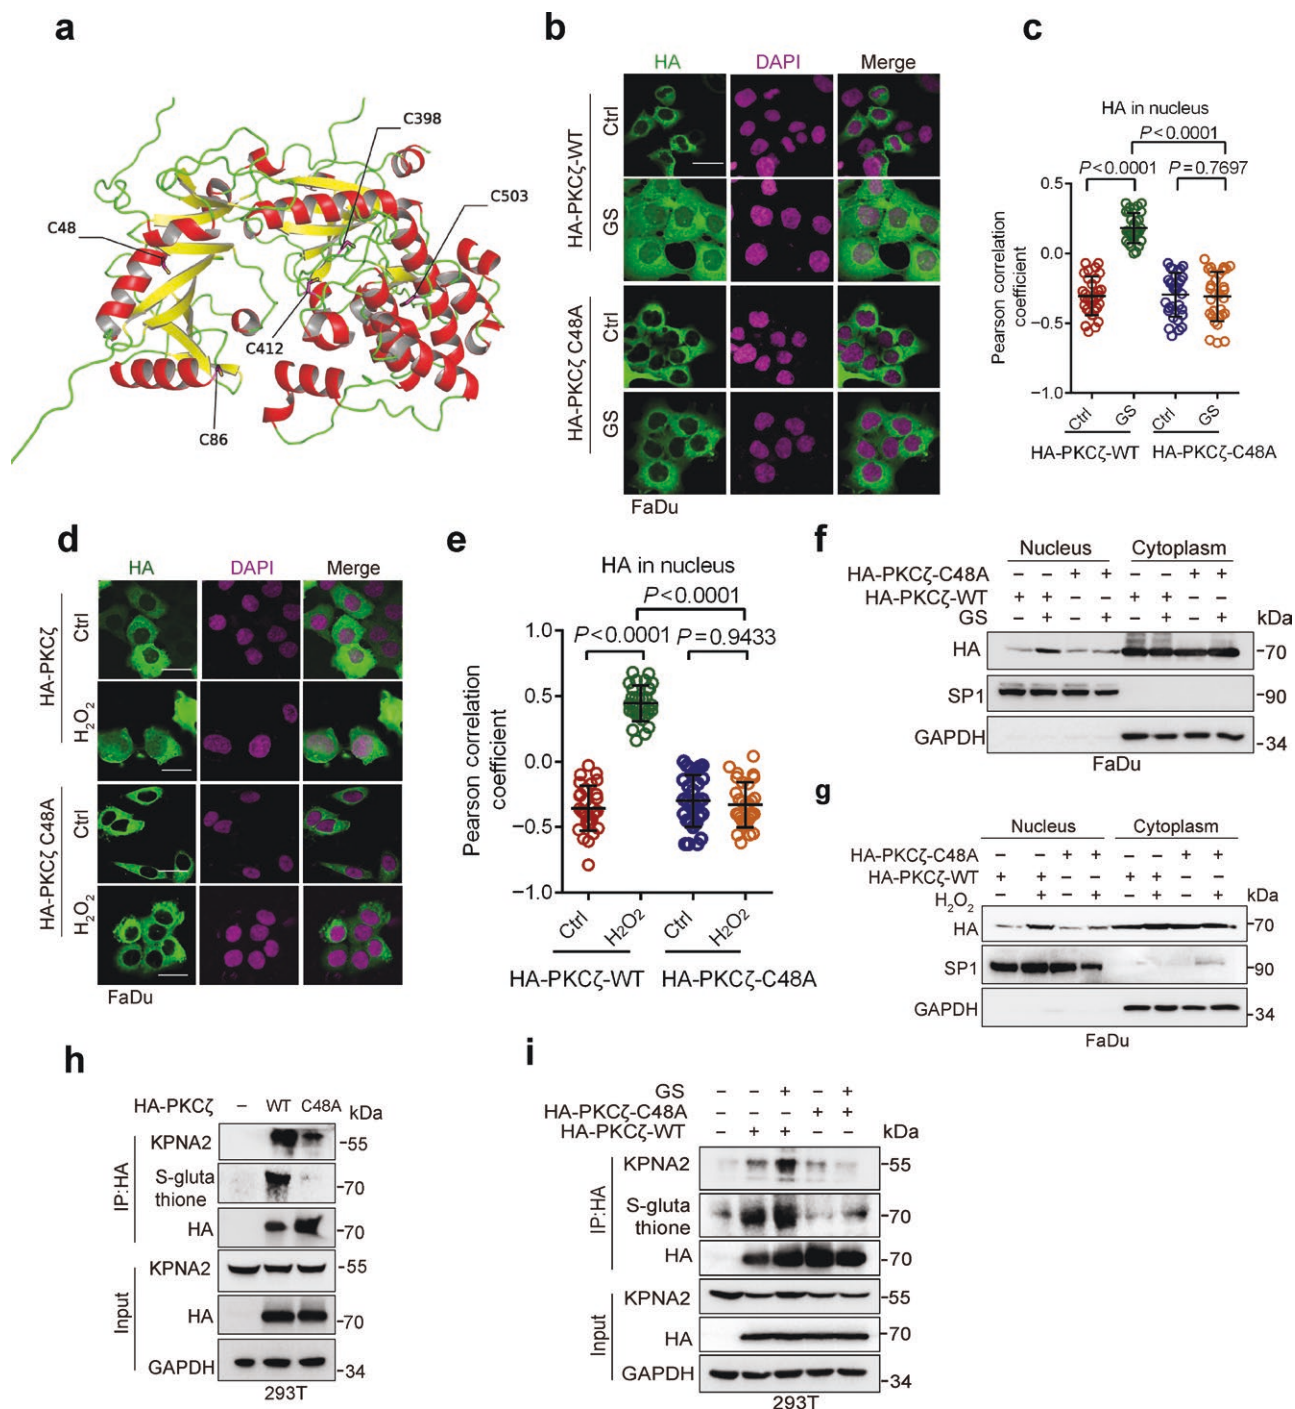 a
C398
C503
C48
C412
C86
b
HA DAPI Merge
HA-PKCζ-WT
Ctrl
GS
HA-PKCζ C48A
Ctrl
GS
FaDu
c
HA in nucleus
P<0.0001
P<0.0001 P=0.7697
Pearson correlation
coefficient
0.5
0.0
−0.5
−1.0
Ctrl GS Ctrl GS
HA-PKCζ-WT HA-PKCζ-C48A
d
HA DAPI Merge
HA-PKCζ
Ctrl
H2O2
HA-PKCζ C48A
Ctrl
H2O2
FaDu
e
HA in nucleus
P<0.0001
P<0.0001 P=0.9433
Pearson correlation
coefficient
1.0
0.5
0.0
−0.5
−1.0
Ctrl H2O2 Ctrl H2O2
HA-PKCζ-WT HA-PKCζ-C48A
f
Nucleus Cytoplasm
HA-PKCζ-C48A − − + + − − + +
HA-PKCζ-WT + + − − + + − −
GS − + − + − + − + kDa
HA -70
SP1 -90
GAPDH -34
FaDu
g
Nucleus Cytoplasm
HA-PKCζ-C48A − − + + − − + +
HA-PKCζ-WT + + − − + + − −
H2O2 − + − + − + − + kDa
HA -70
SP1 -90
GAPDH -34
FaDu
h
HA-PKCζ − WT C48A kDa
IP:HA
KPNA2 -55
S-gluta
thione -70
HA -70
Input
KPNA2 -55
HA -70
GAPDH -34
293T
i
GS − − + − +
HA-PKCζ-C48A − − − + +
HA-PKCζ-WT − + + − − kDa
IP:HA
KPNA2 -55
S-gluta
thione -70
HA -70
Input
KPNA2 -55
HA -70
GAPDH -34
293T